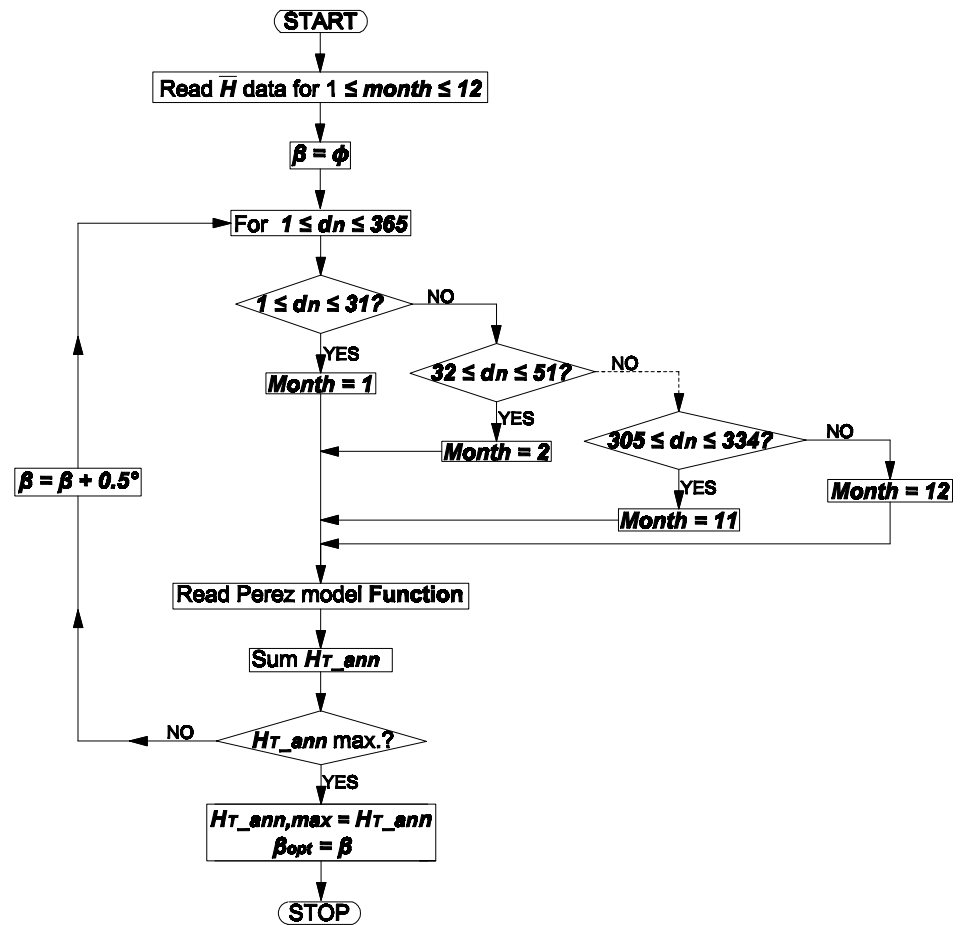 START
Read H̅ data for 1 ≤ month ≤ 12
β = ϕ
For 1 ≤ dn ≤ 365
1 ≤ dn ≤ 31?
NO
YES
Month = 1
32 ≤ dn ≤ 51?
NO
YES
Month = 2
305 ≤ dn ≤ 334?
NO
YES
Month = 11
Month = 12
β = β + 0.5°
Read Perez model Function
Sum HT_ann
HT_ann max.?
NO
YES
HT_ann,max = HT_ann
βopt = β
STOP